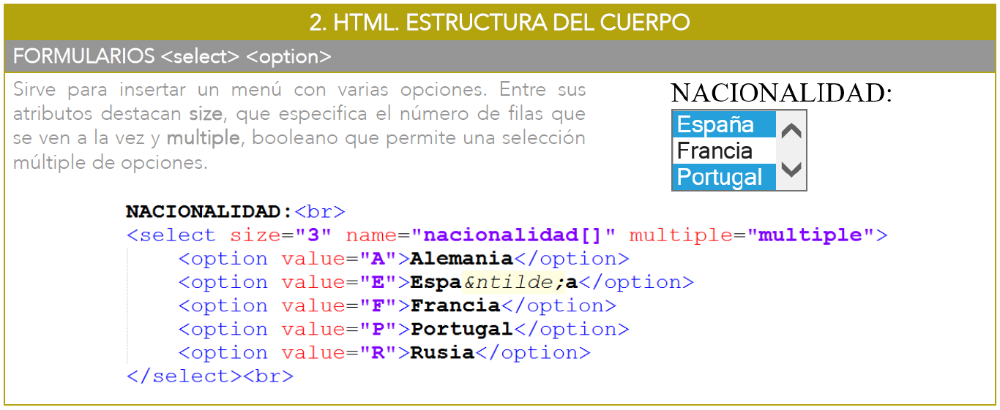 2. HTML. ESTRUCTURA DEL CUERPO
FORMULARIOS <select> <option>
Sirve para insertar un menú con varias opciones. Entre sus
atributos destacan size, que especifica el número de filas que
se ven a la vez y multiple, booleano que permite una selección
múltiple de opciones.
NACIONALIDAD:
España
Francia
Portugal
NACIONALIDAD:<br>
<select size="3" name="nacionalidad[]" multiple="multiple">
    <option value="A">Alemania</option>
    <option value="E">Espa&ntilde;a</option>
    <option value="F">Francia</option>
    <option value="P">Portugal</option>
    <option value="R">Rusia</option>
</select><br>